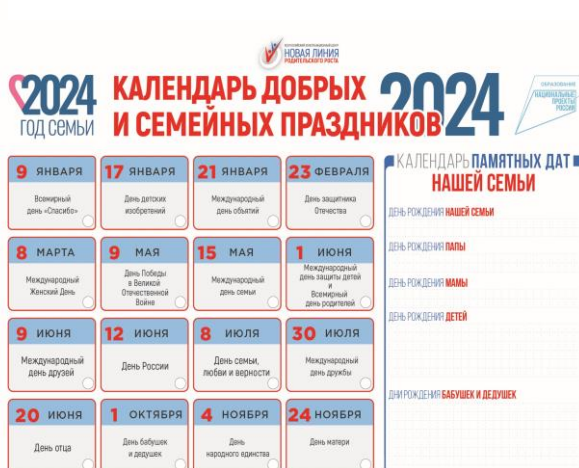 НОВАЯ ЛИНИЯ
РОДИТЕЛЬСКОГО РОСТА
2024
ГОД СЕМЬИ
КАЛЕНДАРЬ ДОБРЫХ
И СЕМЕЙНЫХ ПРАЗДНИКОВ
2024
ОБРАЗОВАНИЕ
НАЦИОНАЛЬНЫЕ
ПРОЕКТЫ
РОССИИ
9 ЯНВАРЯ
Всемирный
день «Спасибо»
17 ЯНВАРЯ
День детских
изобретений
21 ЯНВАРЯ
Международный
день объятий
23 ФЕВРАЛЯ
День защитника
Отечества
8 МАРТА
Международный
Женский День
9 МАЯ
День Победы
в Великой
Отечественной
Войне
15 МАЯ
Международный
день семьи
1 ИЮНЯ
Международный
день защиты детей
и
Всемирный
день родителей
9 ИЮНЯ
Международный
день друзей
12 ИЮНЯ
День России
8 ИЮЛЯ
День семьи,
любви и верности
30 ИЮЛЯ
Международный
день дружбы
20 ИЮНЯ
День отца
1 ОКТЯБРЯ
День бабушек
и дедушек
4 НОЯБРЯ
День
народного единства
24 НОЯБРЯ
День матери
КАЛЕНДАРЬ ПАМЯТНЫХ ДАТ
НАШЕЙ СЕМЬИ
ДЕНЬ РОЖДЕНИЯ НАШЕЙ СЕМЬИ
ДЕНЬ РОЖДЕНИЯ ПАПЫ
ДЕНЬ РОЖДЕНИЯ МАМЫ
ДЕНЬ РОЖДЕНИЯ ДЕТЕЙ
ДНИ РОЖДЕНИЯ БАБУШЕК И ДЕДУШЕК